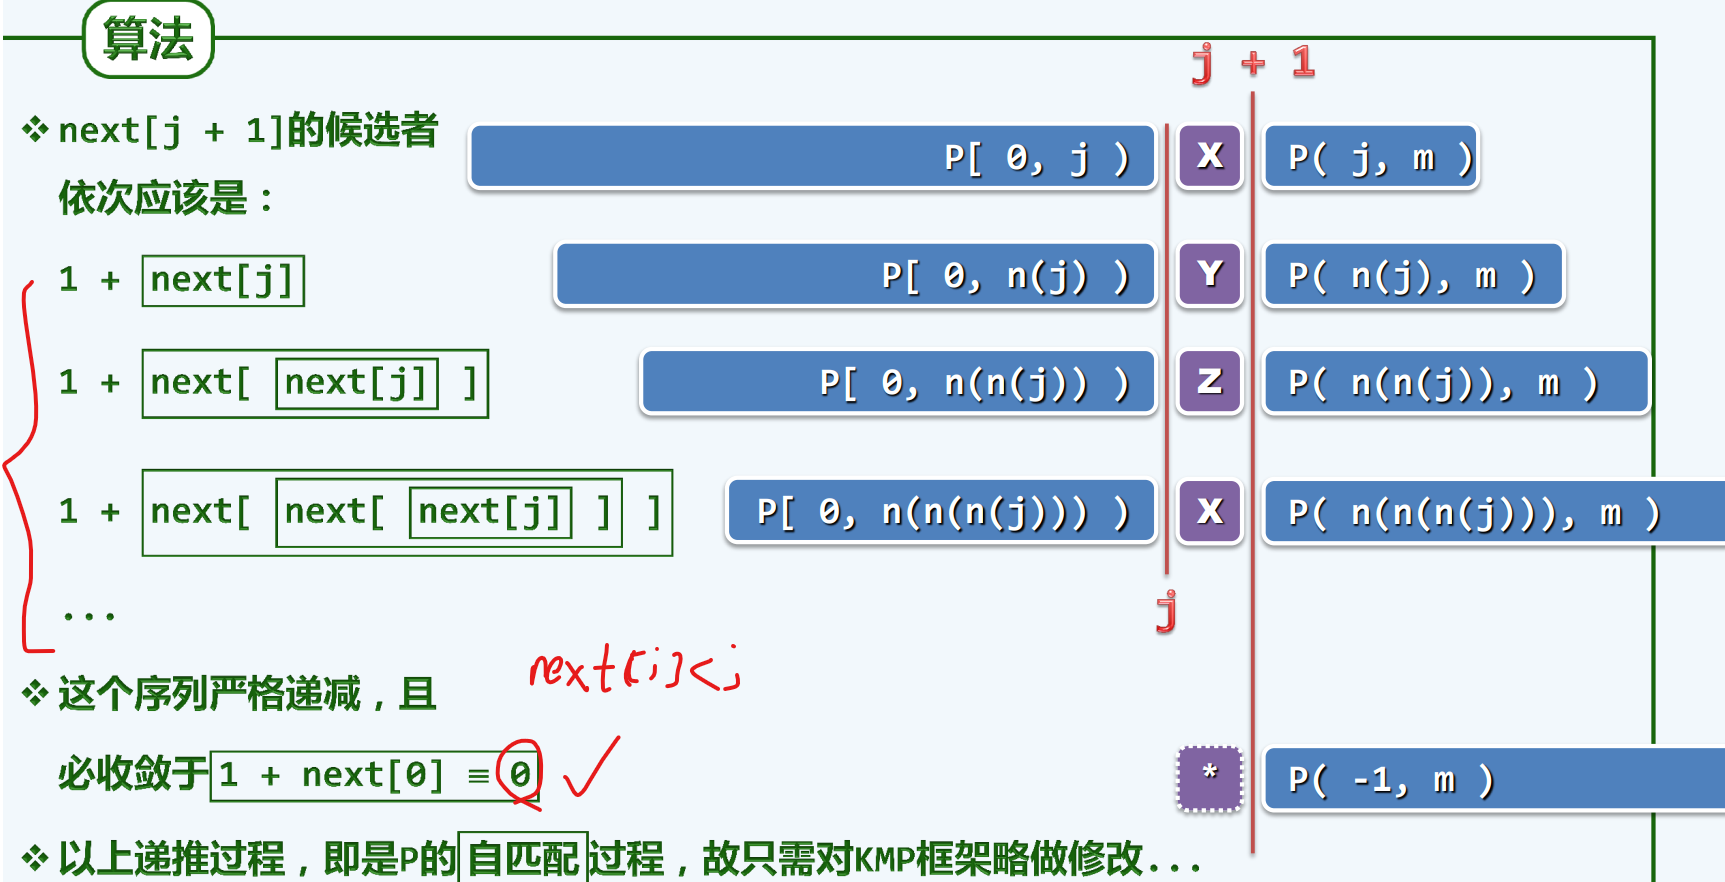 算法
j + 1
next[j + 1]的候选者
P[ 0, j ) X P( j, m )
依次应该是：
1 + next[j]
P[ 0, n(j) ) Y P( n(j), m )
1 + next[ next[j] ]
P[ 0, n(n(j)) ) Z P( n(n(j)), m )
1 + next[ next[ next[j] ] ]
P[ 0, n(n(n(j))) ) X P( n(n(n(j))), m )
...
j
next[j]<j
这个序列严格递减，且
必收敛于1 + next[0] ≡ 0
* P( -1, m )
以上递推过程，即是P的自匹配过程，故只需对KMP框架略做修改...